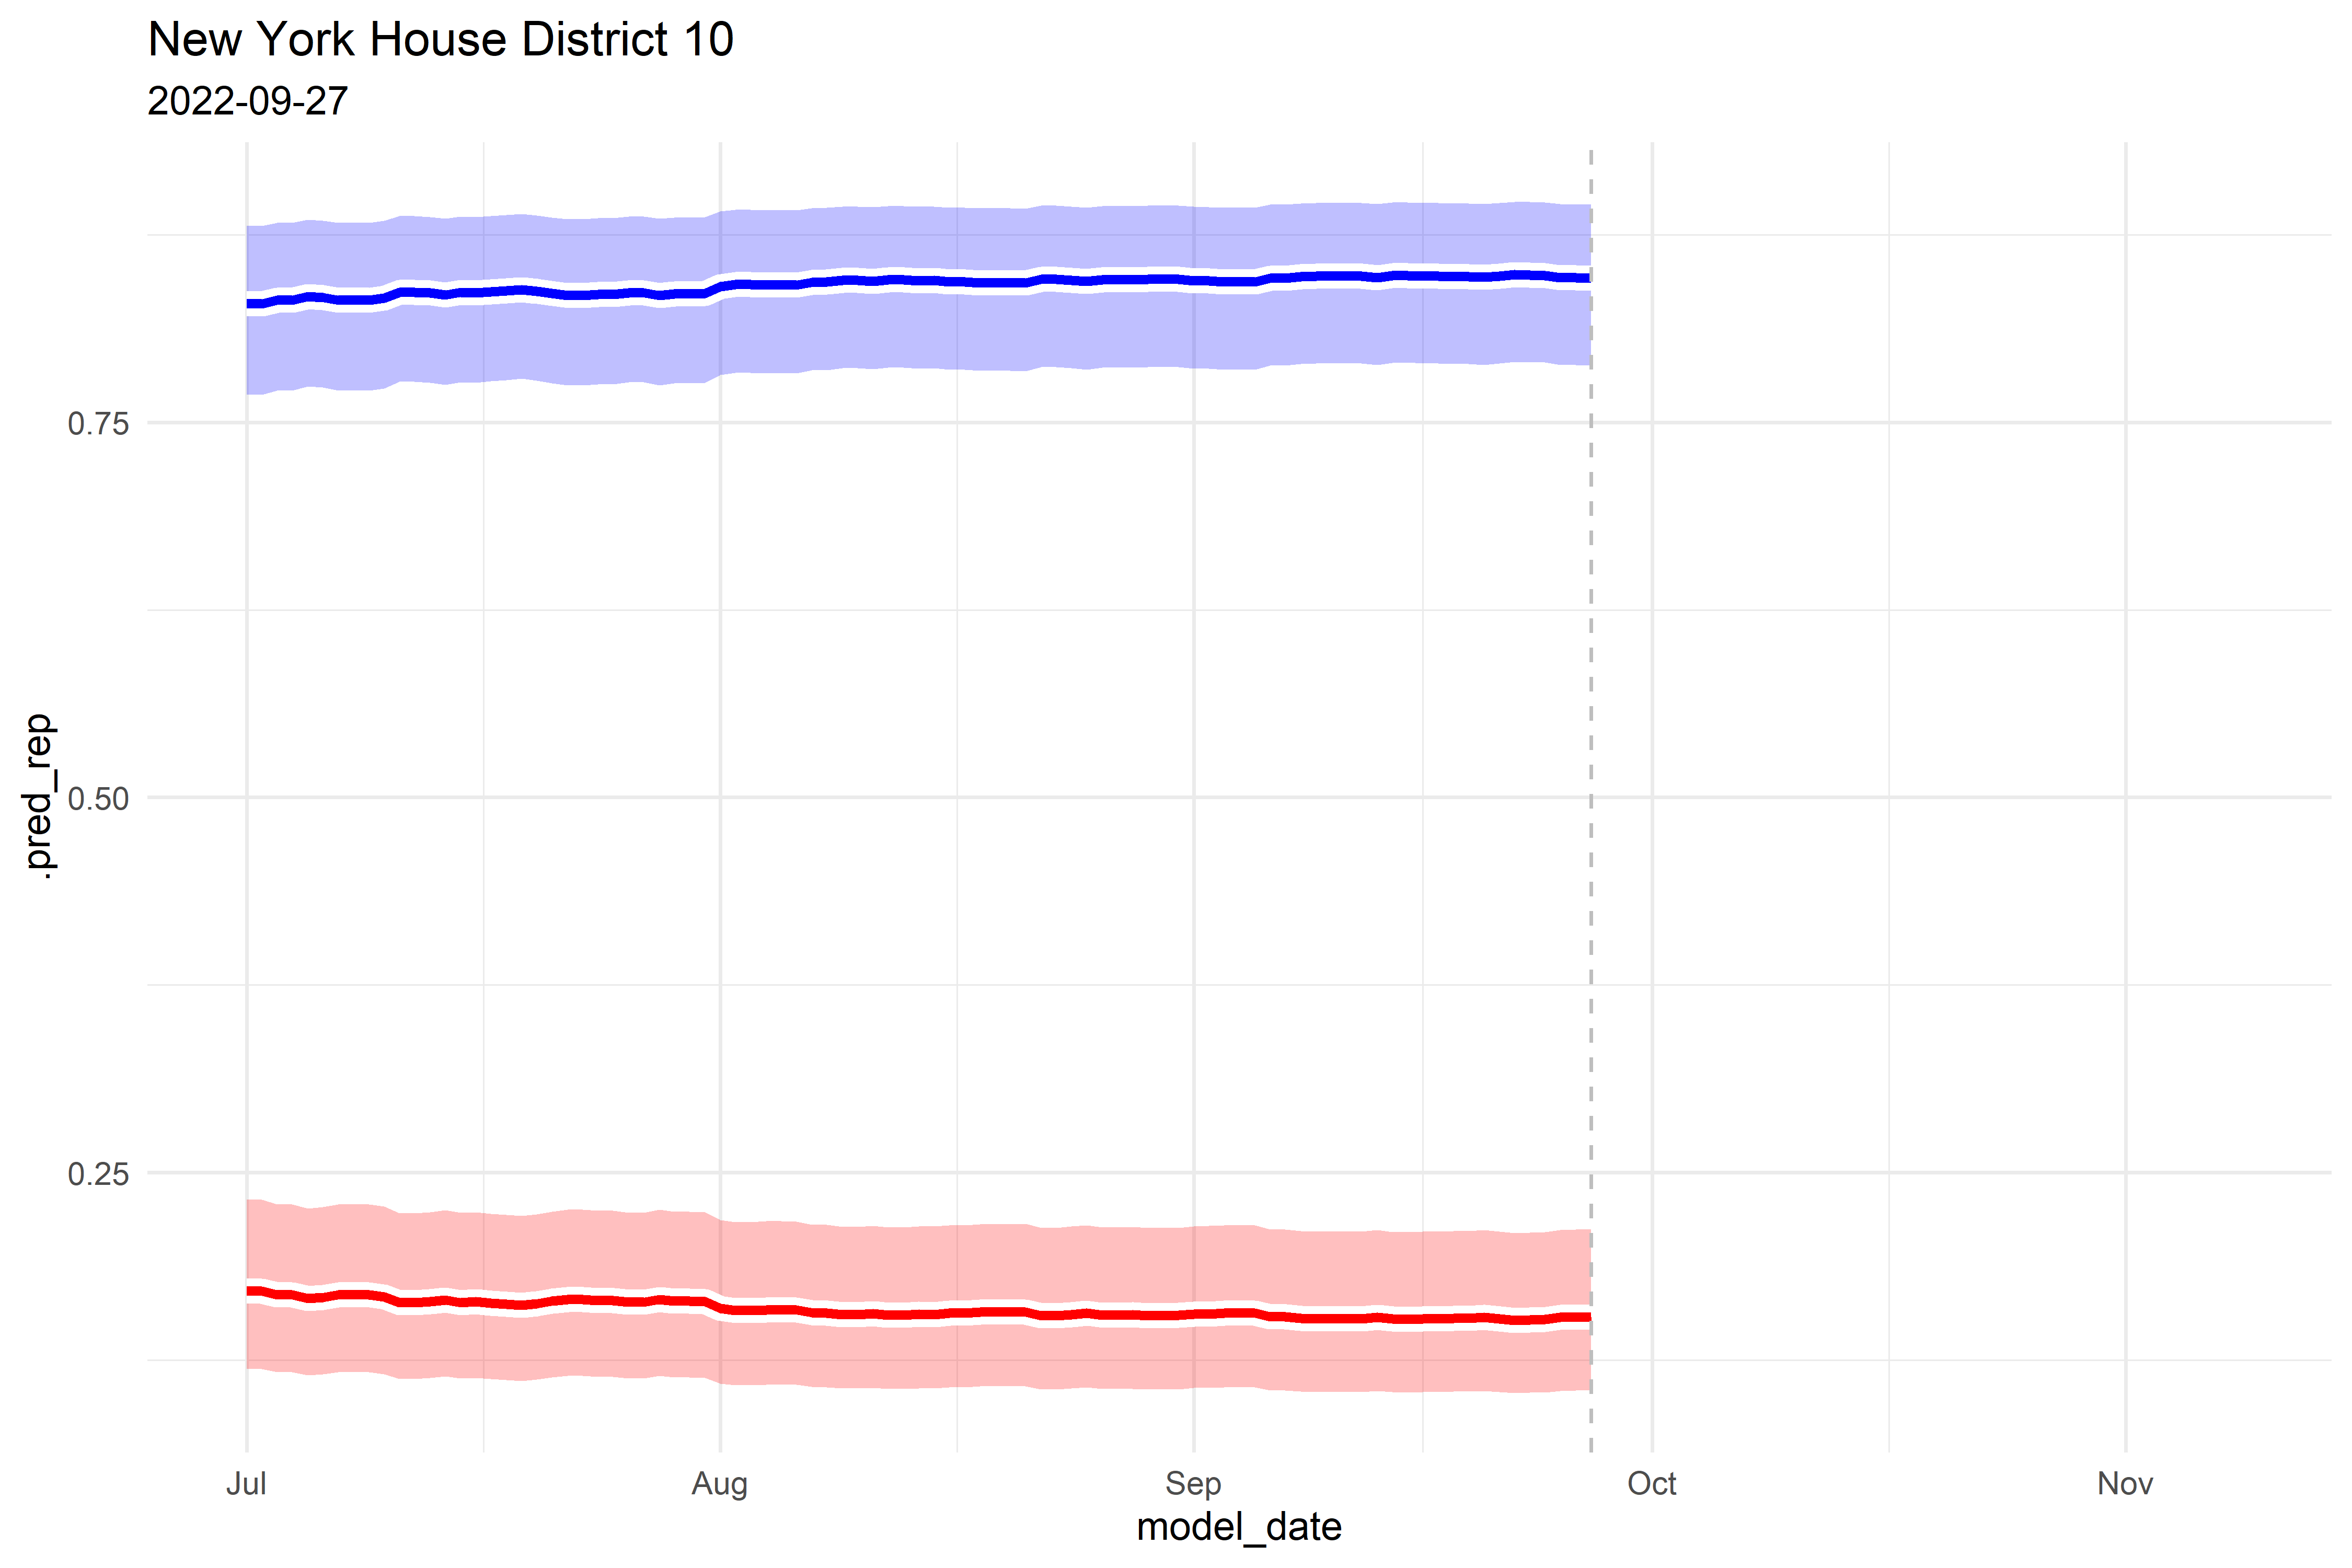 New York House District 10
2022-09-27
.pred_rep
0.75
0.50
0.25
Jul Aug Sep Oct Nov
model_date